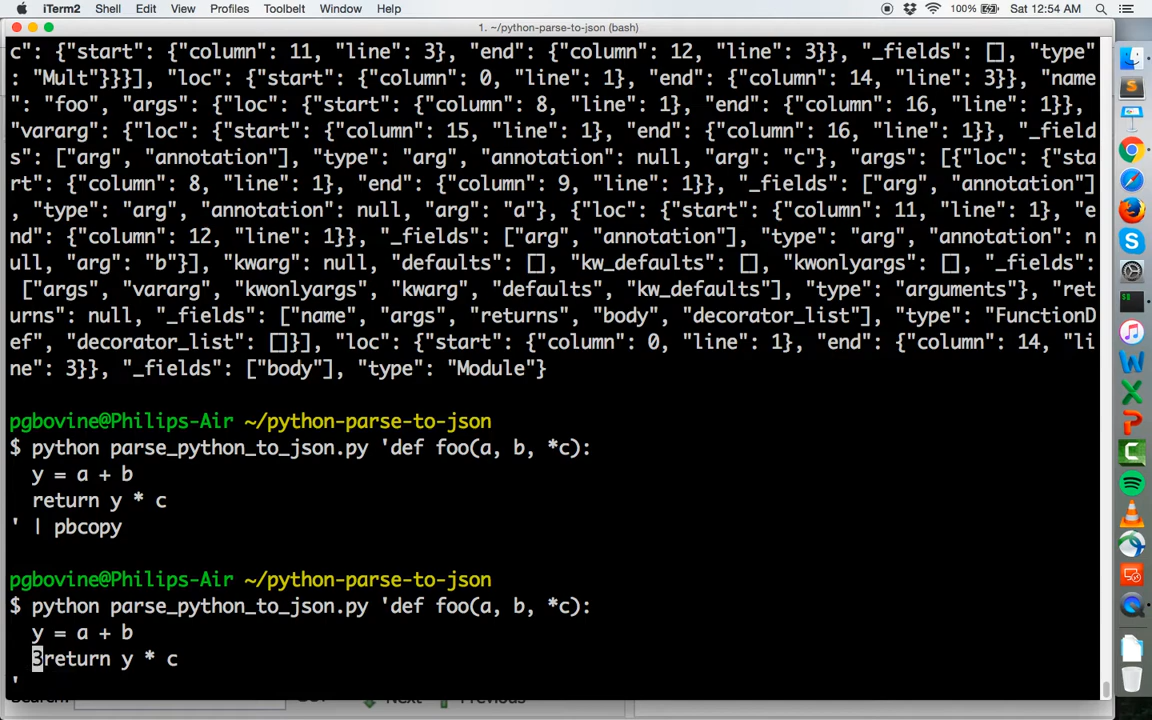 iTerm2 Shell Edit View Profiles Toolbelt Window Help 100% Sat 12:54 AM
1. ~/python-parse-to-json (bash)
c": {"start": {"column": 11, "line": 3}, "end": {"column": 12, "line": 3}}, "_fields": [], "type"
: "Mult"}}}], "loc": {"start": {"column": 0, "line": 1}, "end": {"column": 14, "line": 3}}, "name
": "foo", "args": {"loc": {"start": {"column": 8, "line": 1}, "end": {"column": 16, "line": 1}},
"vararg": {"loc": {"start": {"column": 15, "line": 1}, "end": {"column": 16, "line": 1}}, "_field
s": ["arg", "annotation"], "type": "arg", "annotation": null, "arg": "c"}, "args": [{"loc": {"sta
rt": {"column": 8, "line": 1}, "end": {"column": 9, "line": 1}}, "_fields": ["arg", "annotation"]
, "type": "arg", "annotation": null, "arg": "a"}, {"loc": {"start": {"column": 11, "line": 1}, "e
nd": {"column": 12, "line": 1}}, "_fields": ["arg", "annotation"], "type": "arg", "annotation": n
ull, "arg": "b"}], "kwarg": null, "defaults": [], "kw_defaults": [], "kwonlyargs": [], "_fields":
["args", "vararg", "kwonlyargs", "kwarg", "defaults", "kw_defaults"], "type": "arguments"}, "ret
urns": null, "_fields": ["name", "args", "returns", "body", "decorator_list"], "type": "FunctionD
ef", "decorator_list": []}], "loc": {"start": {"column": 0, "line": 1}, "end": {"column": 14, "li
ne": 3}}, "_fields": ["body"], "type": "Module"}
pgbovine@Philips-Air ~/python-parse-to-json
$ python parse_python_to_json.py 'def foo(a, b, *c):
y = a + b
return y * c
' | pbcopy
pgbovine@Philips-Air ~/python-parse-to-json
$ python parse_python_to_json.py 'def foo(a, b, *c):
y = a + b
3return y * c
'
Next Previous